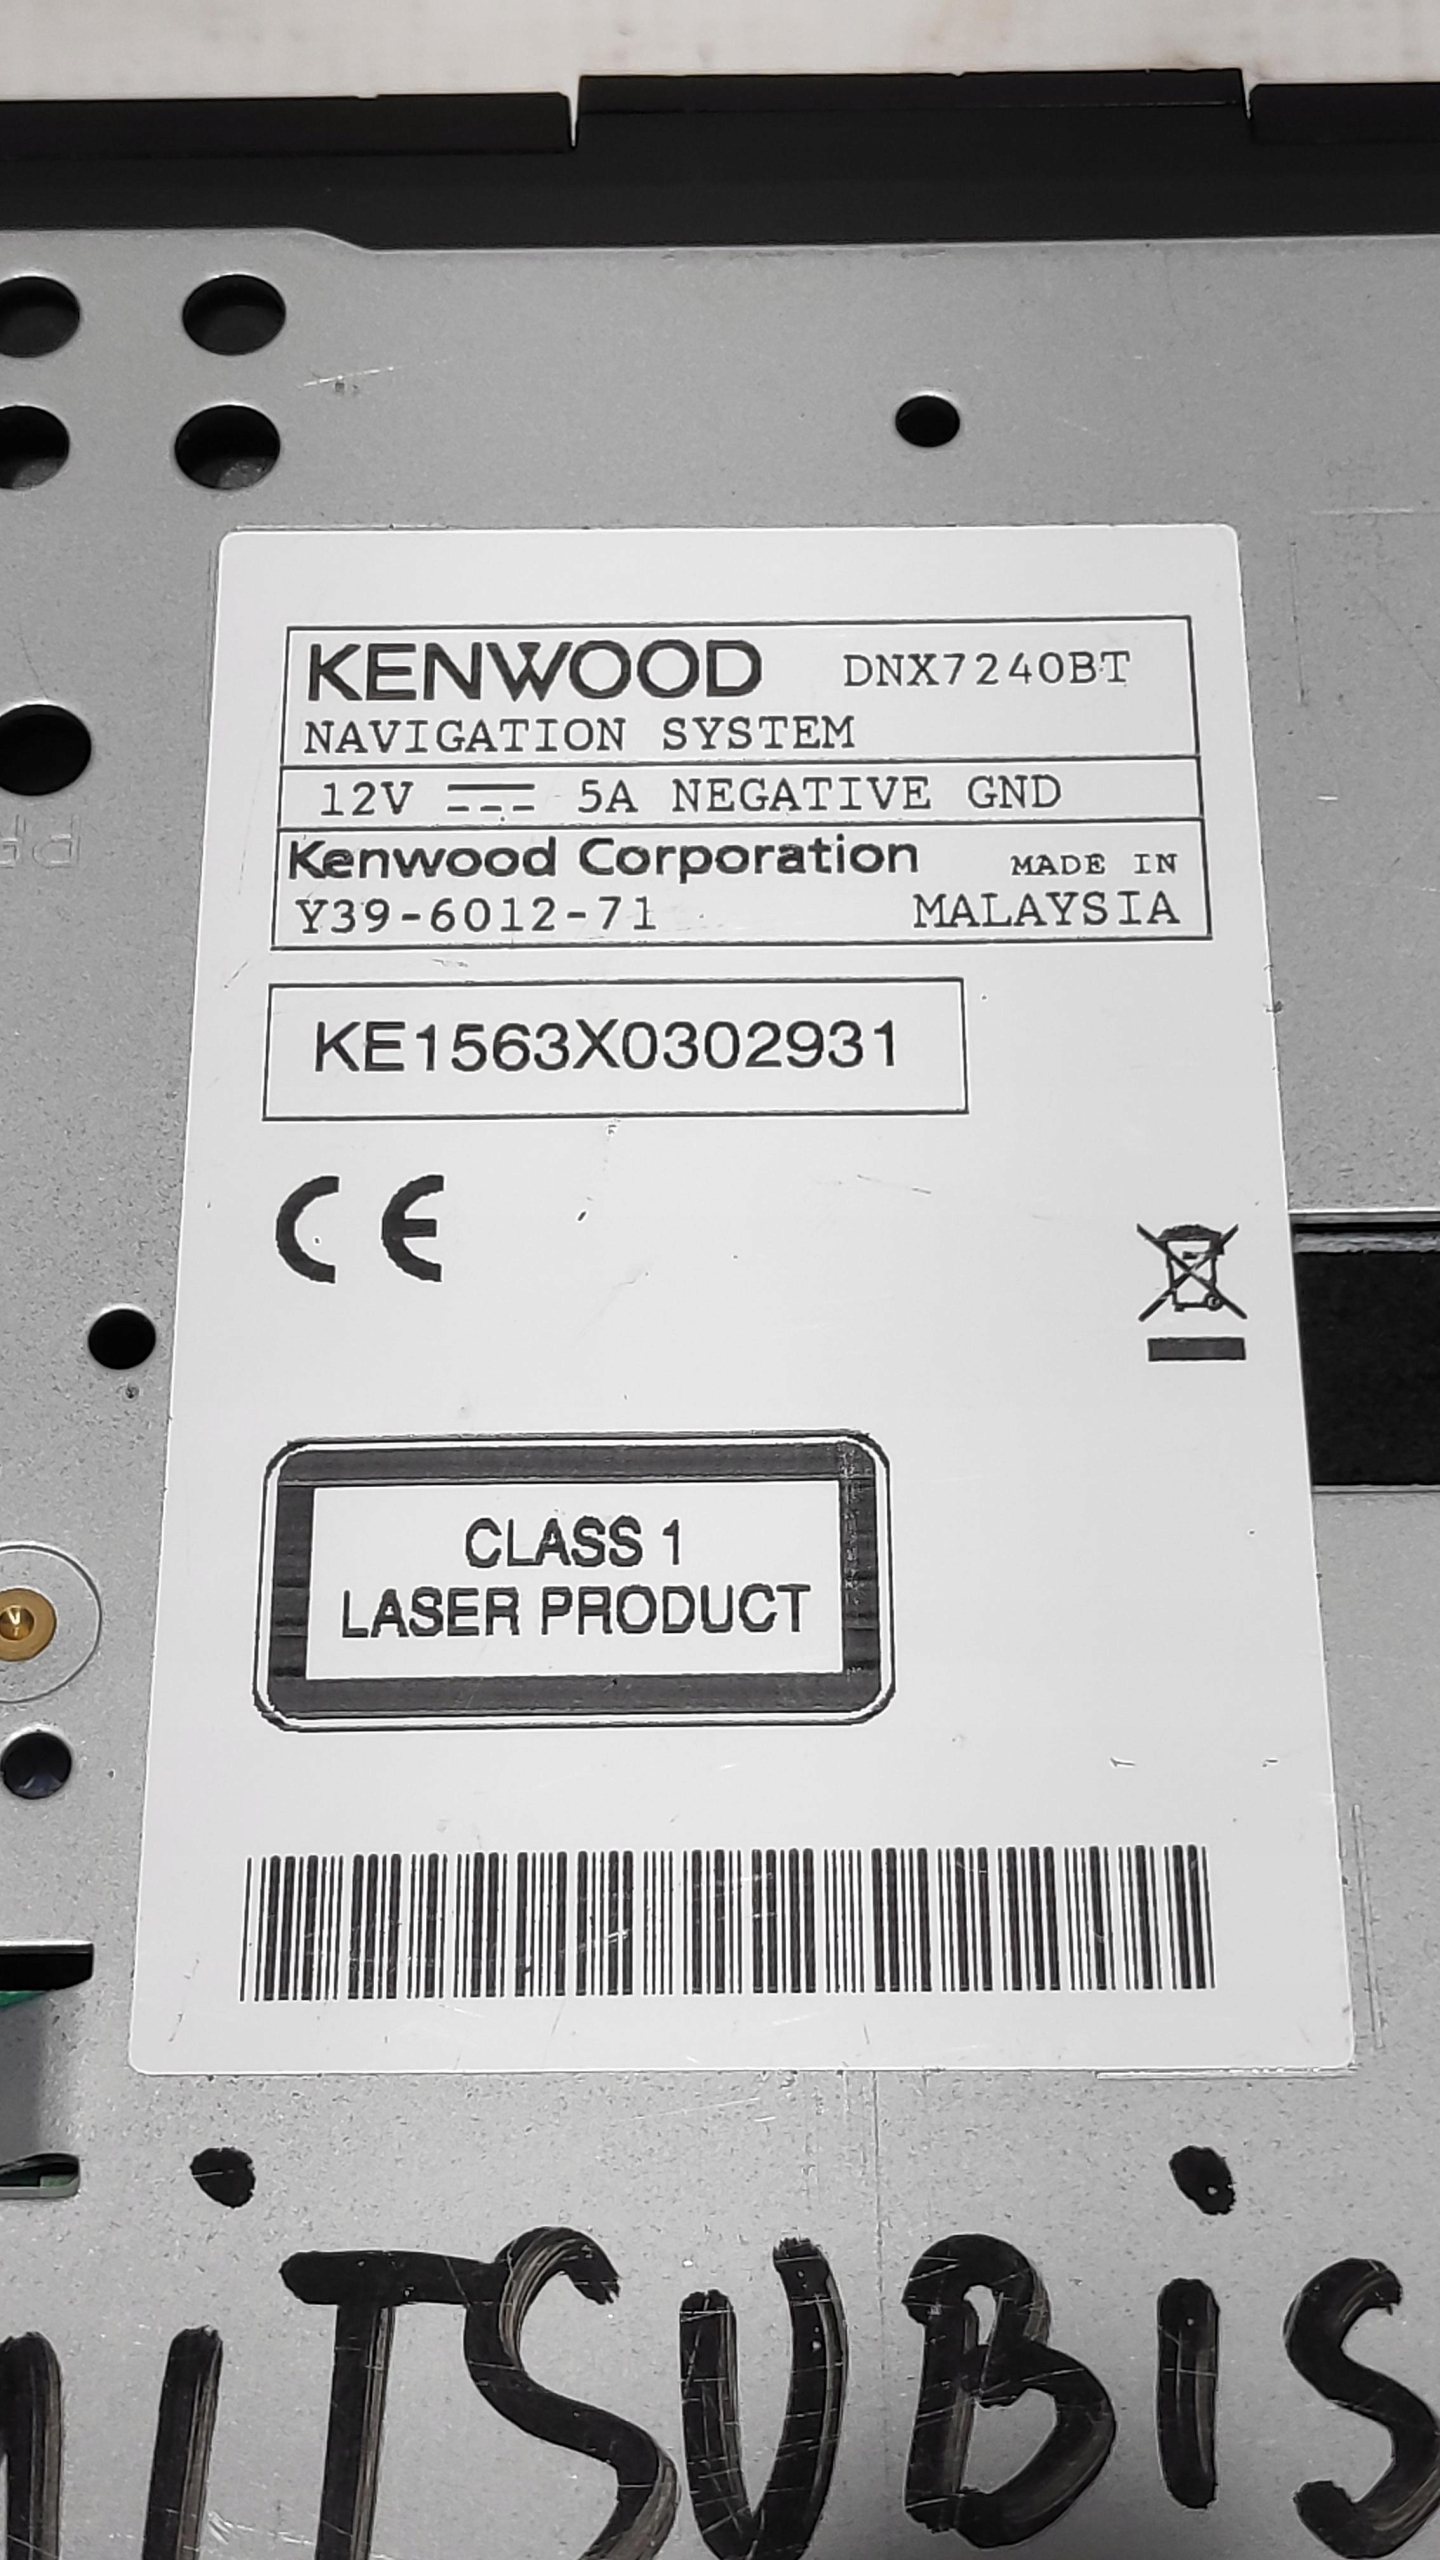 KENWOOD DNX7240BT
NAVIGATION SYSTEM
12V 5A NEGATIVE GND
Kenwood Corporation MADE IN
Y39-6012-71 MALAYSIA
KE1563X0302931
CE
CLASS 1
LASER PRODUCT
MITSUBIS